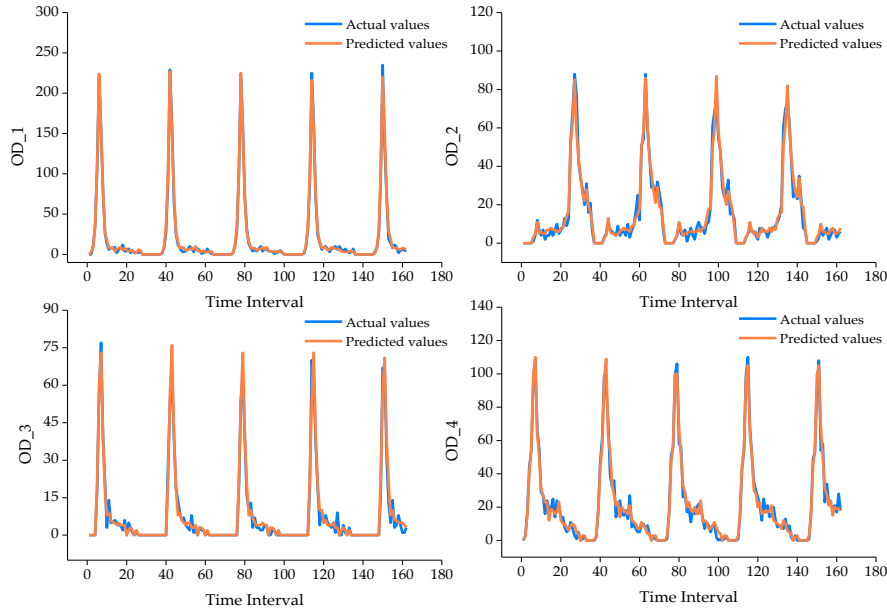 300
250
200
150
100
50
0
OD_1
Actual values
Predicted values
0 20 40 60 80 100 120 140 160 180
Time Interval
120
100
80
60
40
20
0
OD_2
Actual values
Predicted values
0 20 40 60 80 100 120 140 160 180
Time Interval
90
75
60
45
30
15
0
OD_3
Actual values
Predicted values
0 20 40 60 80 100 120 140 160 180
Time Interval
140
120
100
80
60
40
20
0
OD_4
Actual values
Predicted values
0 20 40 60 80 100 120 140 160 180
Time Interval